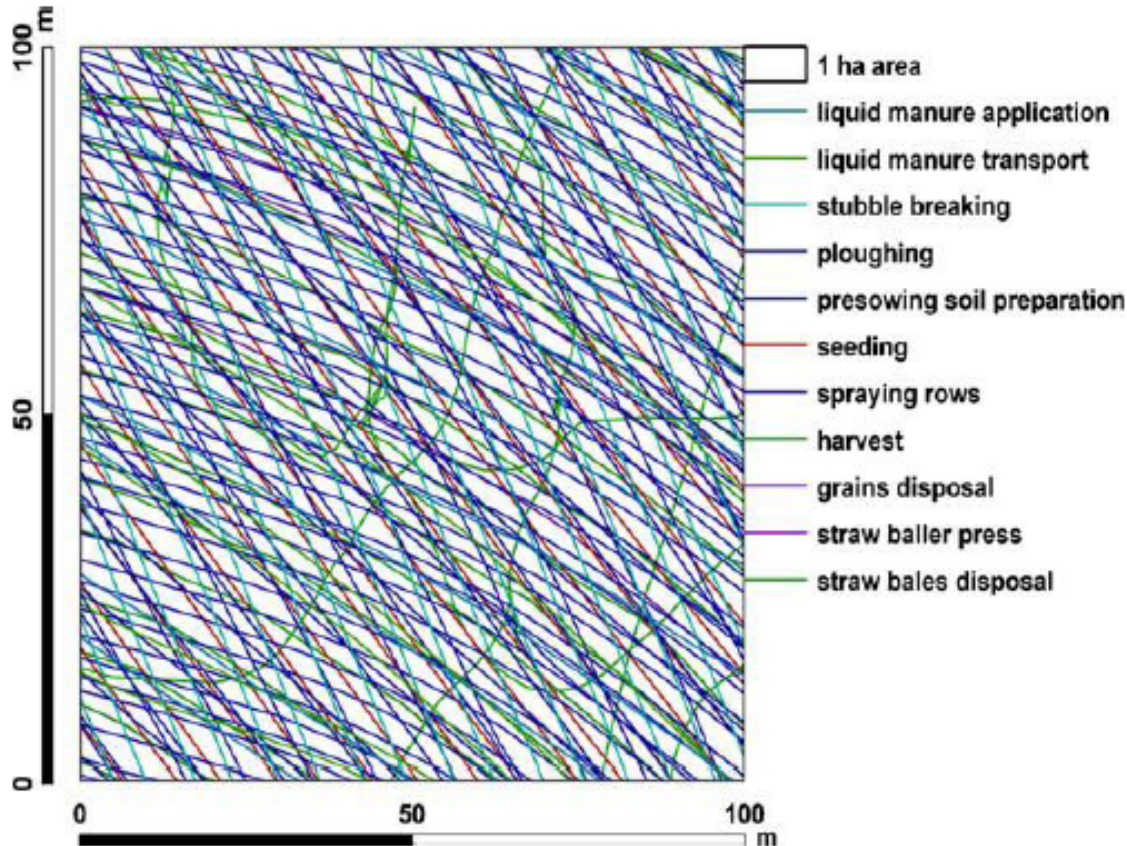 m
100
50
0
0
50
100
m
1 ha area
liquid manure application
liquid manure transport
stubble breaking
ploughing
presowing soil preparation
seeding
spraying rows
harvest
grains disposal
straw baller press
straw bales disposal